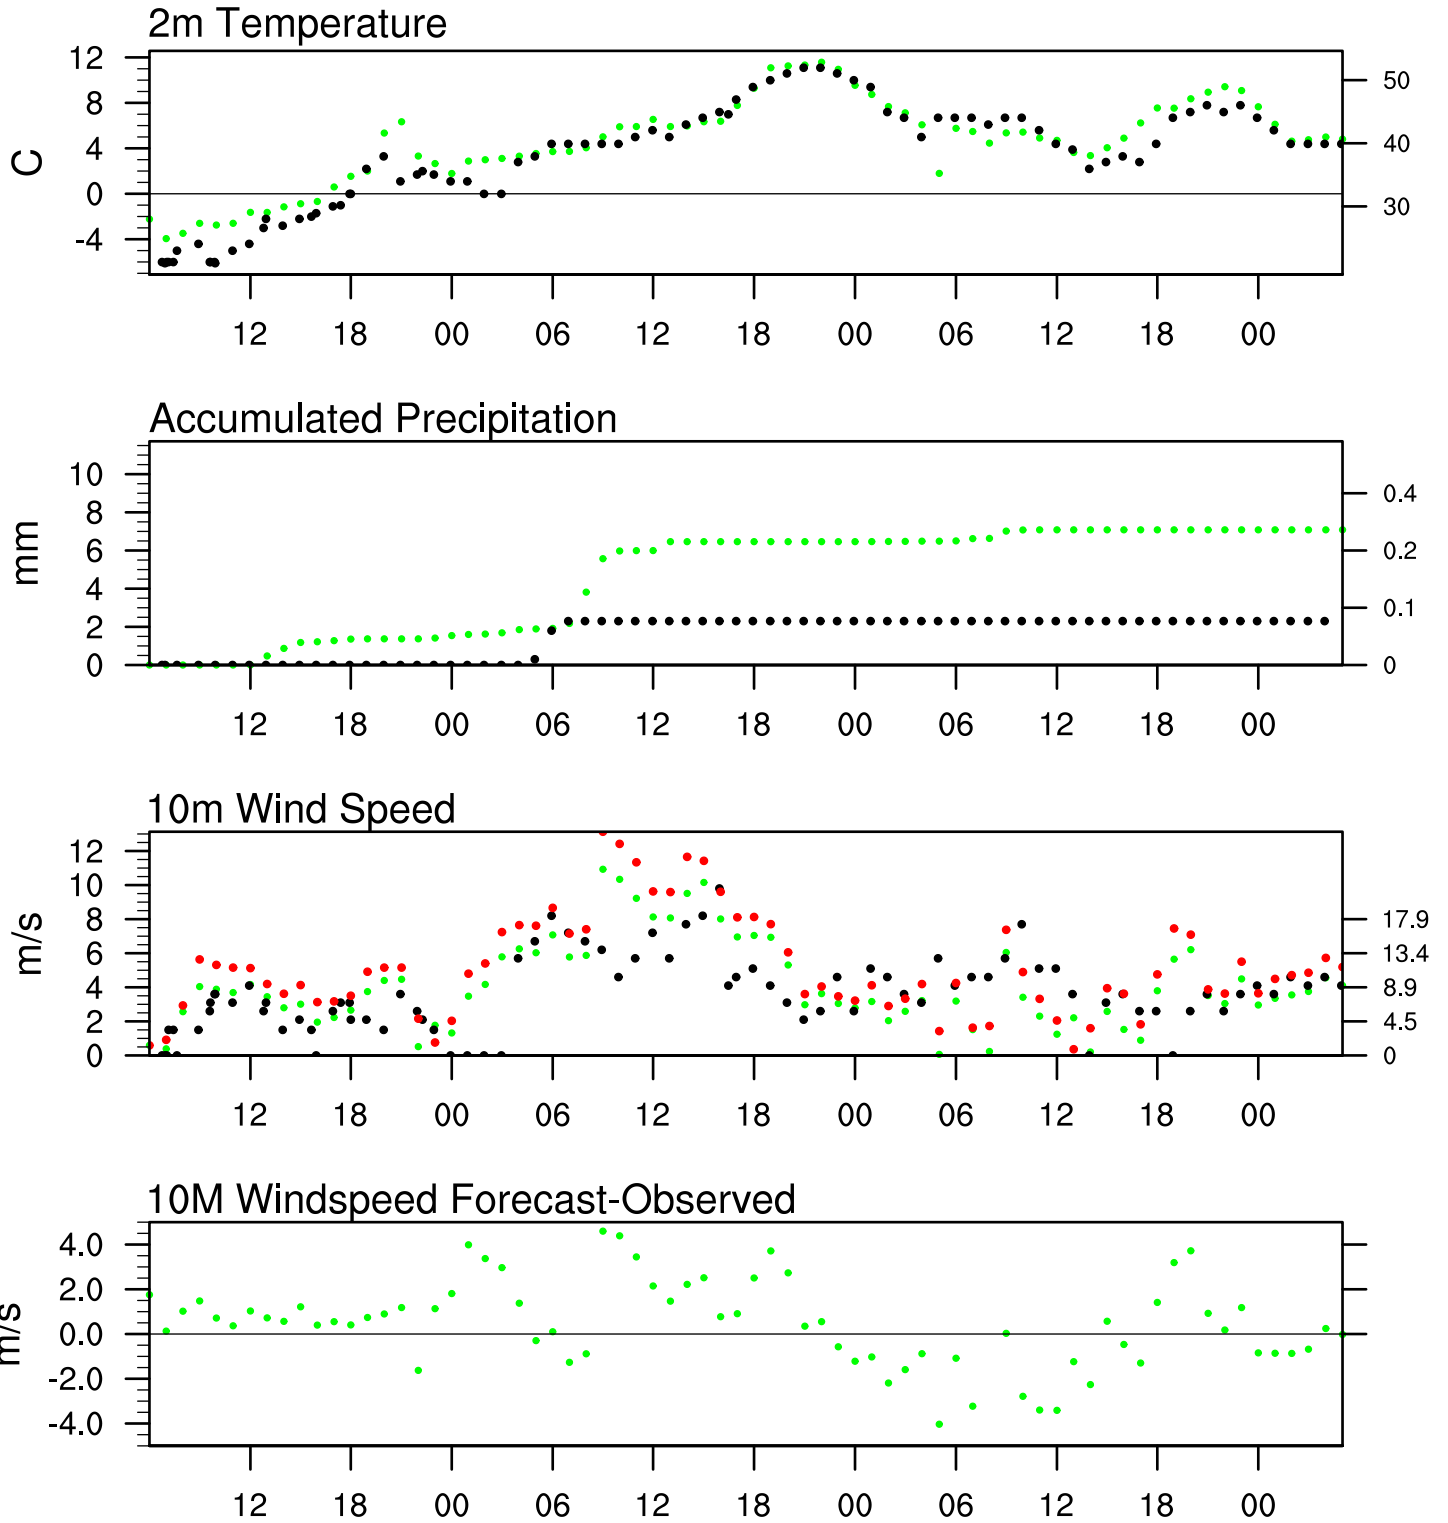 2m Temperature
12
8
4
0
-4
C
50
40
30
12 18 00 06 12 18 00 06 12 18 00
Accumulated Precipitation
10
8
6
4
2
0
mm
0.4
0.2
0.1
0
12 18 00 06 12 18 00 06 12 18 00
10m Wind Speed
12
10
8
6
4
2
0
m/s
17.9
13.4
8.9
4.5
0
12 18 00 06 12 18 00 06 12 18 00
10M Windspeed Forecast-Observed
4.0
2.0
0.0
-2.0
-4.0
m/s
12 18 00 06 12 18 00 06 12 18 00